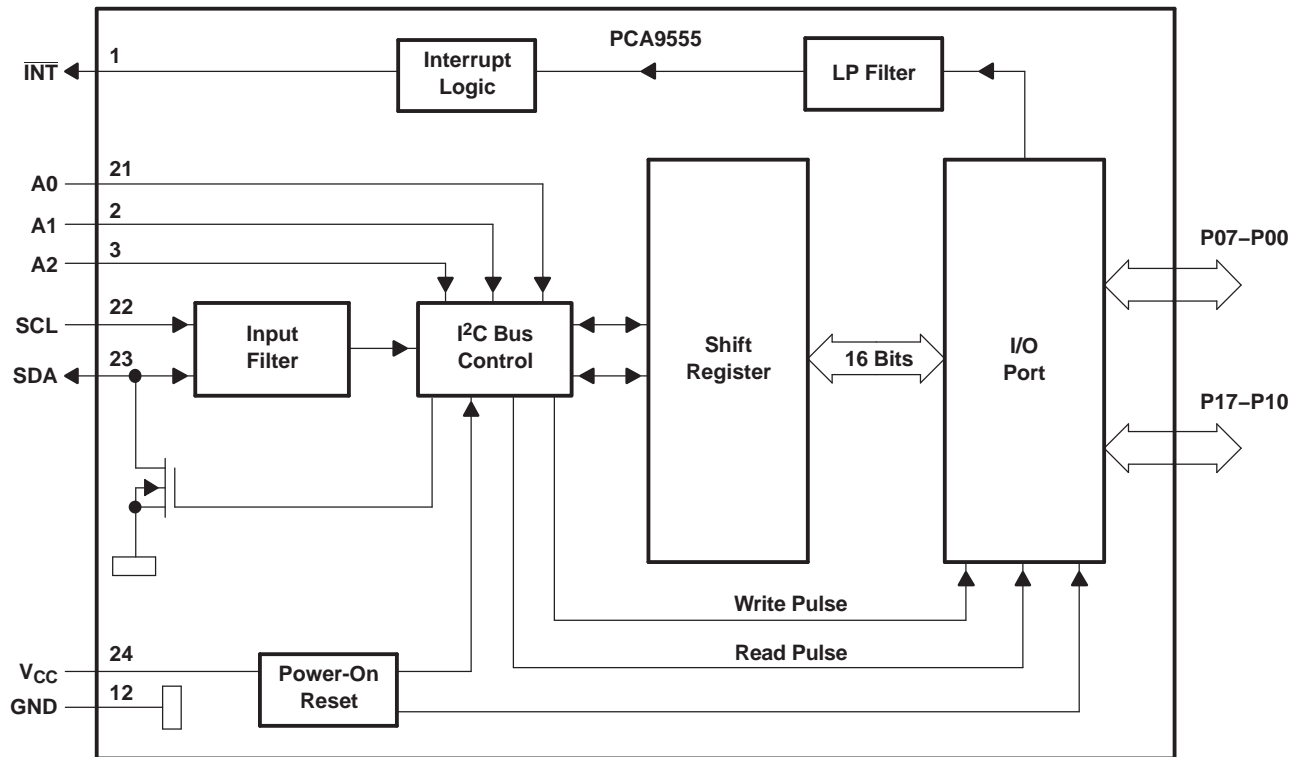 PCA9555
INT
1
Interrupt
Logic
LP Filter
A0
21
A1
2
A2
3
SCL
22
SDA
23
Input
Filter
I²C Bus
Control
Shift
Register
16 Bits
I/O
Port
P07–P00
P17–P10
Write Pulse
Read Pulse
VCC
24
GND
12
Power-On
Reset